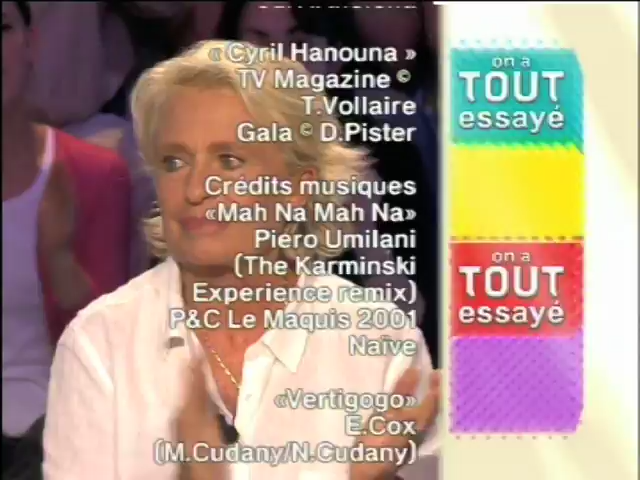 « Cyril Hanouna »
TV Magazine ©
T.Vollaire
Gala © D.Pister
Crédits musiques
«Mah Na Mah Na»
Piero Umilani
(The Karminski
Experience remix)
P&C Le Maquis 2001
Naïve
«Vertigogo»
E.Cox
(M.Cudany/N.Cudany)
on a
TOUT
essayé
on a
TOUT
essayé